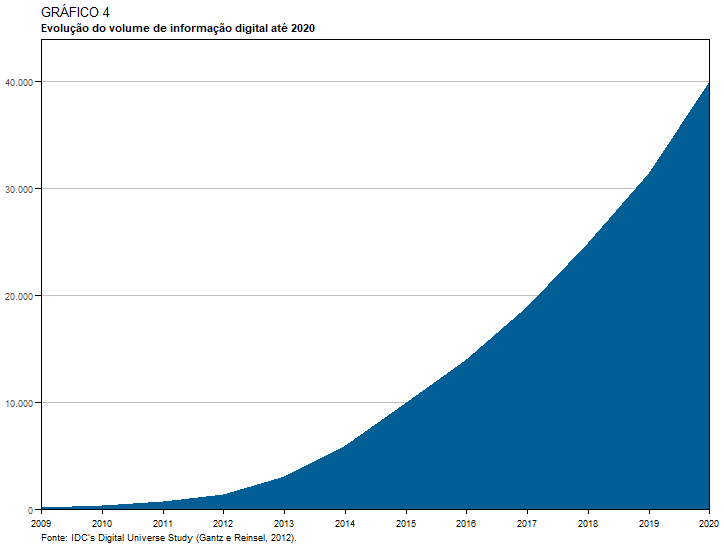 GRÁFICO 4
Evolução do volume de informação digital até 2020
40.000
30.000
20.000
10.000
0
2009 2010 2011 2012 2013 2014 2015 2016 2017 2018 2019 2020
Fonte: IDC's Digital Universe Study (Gantz e Reinsel, 2012).